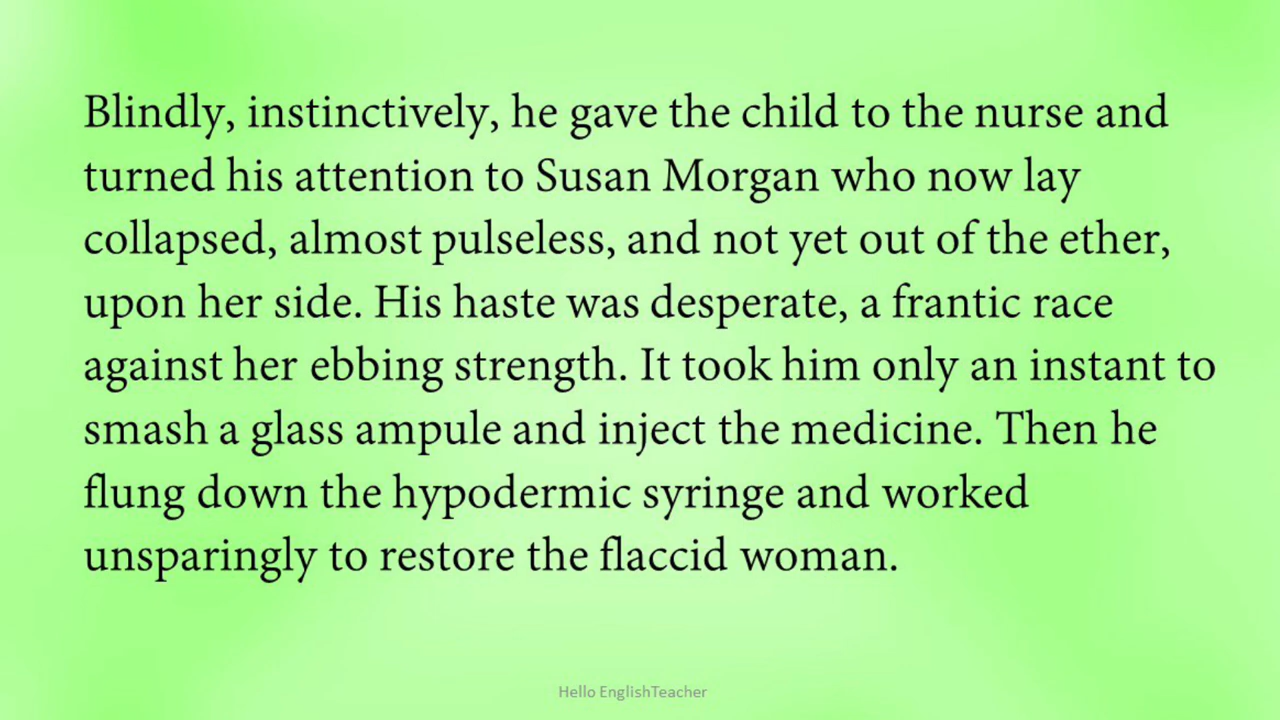 Blindly, instinctively, he gave the child to the nurse and
turned his attention to Susan Morgan who now lay
collapsed, almost pulseless, and not yet out of the ether,
upon her side. His haste was desperate, a frantic race
against her ebbing strength. It took him only an instant to
smash a glass ampule and inject the medicine. Then he
flung down the hypodermic syringe and worked
unsparingly to restore the flaccid woman.
Hello EnglishTeacher